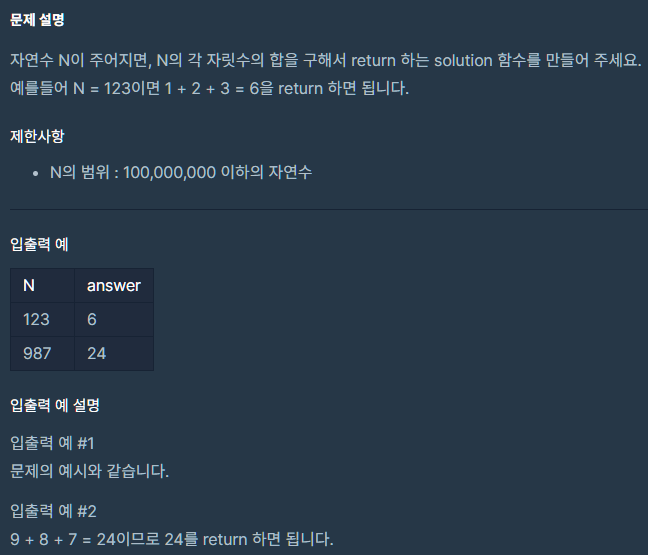 문제 설명
자연수 N이 주어지면, N의 각 자릿수의 합을 구해서 return 하는 solution 함수를 만들어 주세요.
예를들어 N = 123이면 1 + 2 + 3 = 6을 return 하면 됩니다.
제한사항
• N의 범위 : 100,000,000 이하의 자연수
입출력 예
N answer
123 6
987 24
입출력 예 설명
입출력 예 #1
문제의 예시와 같습니다.
입출력 예 #2
9 + 8 + 7 = 24이므로 24를 return 하면 됩니다.